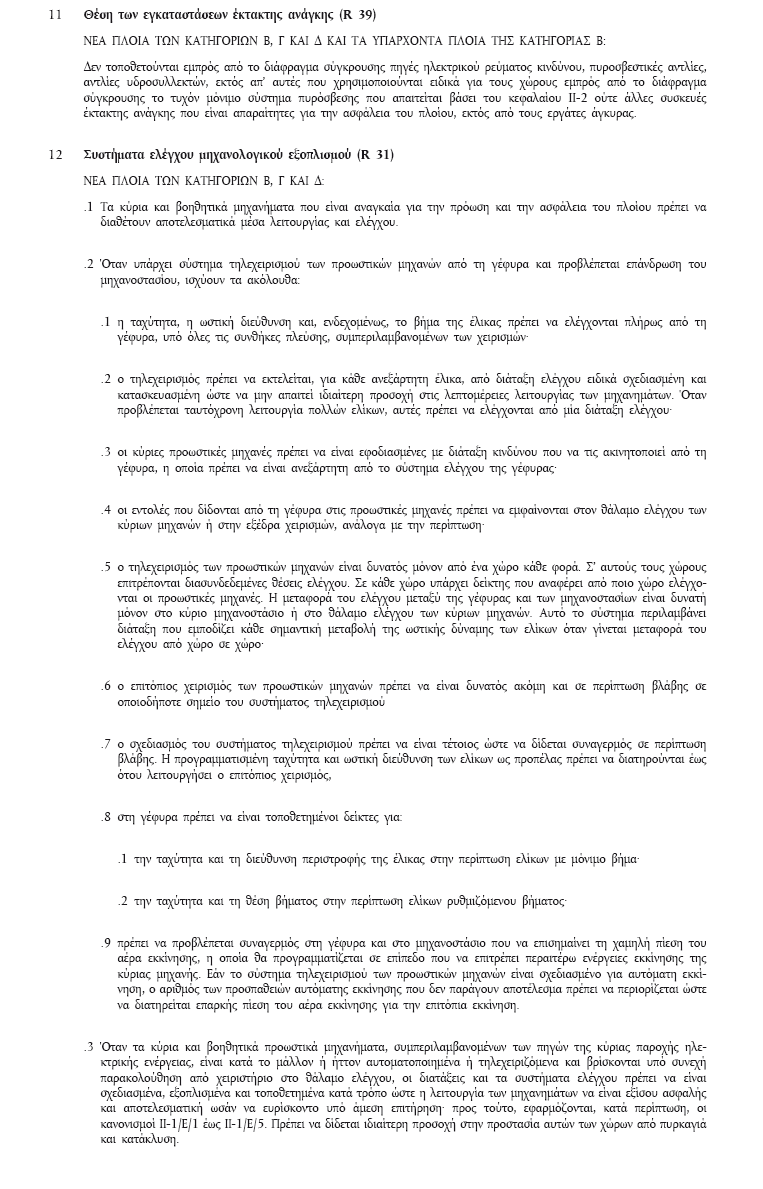 11 Θέση των εγκαταστάσεων έκτακτης ανάγκης (R 39)
ΝΕΑ ΠΛΟΙΑ ΤΩΝ ΚΑΤΗΓΟΡΙΩΝ Β, Γ ΚΑΙ Δ ΚΑΙ ΤΑ ΥΠΑΡΧΟΝΤΑ ΠΛΟΙΑ ΤΗΣ ΚΑΤΗΓΟΡΙΑΣ Β:
Δεν τοποθετούνται εμπρός από το διάφραγμα σύγκρουσης πηγές ηλεκτρικού ρεύματος κινδύνου, πυροσβεστικές αντλίες,
αντλίες υδροσυλλεκτών, εκτός απ' αυτές που χρησιμοποιούνται ειδικά για τους χώρους εμπρός από το διάφραγμα
σύγκρουσης το τυχόν μόνιμο σύστημα πυρόσβεσης που απαιτείται βάσει του κεφαλαίου II-2 ούτε άλλες συσκευές
έκτακτης ανάγκης που είναι απαραίτητες για την ασφάλεια του πλοίου, εκτός από τους εργάτες άγκυρας.
12 Συστήματα ελέγχου μηχανολογικού εξοπλισμού (R 31)
ΝΕΑ ΠΛΟΙΑ ΤΩΝ ΚΑΤΗΓΟΡΙΩΝ Β, Γ ΚΑΙ Δ:
.1 Τα κύρια και βοηθητικά μηχανήματα που είναι αναγκαία για την πρόωση και την ασφάλεια του πλοίου πρέπει να
διαθέτουν αποτελεσματικά μέσα λειτουργίας και ελέγχου.
.2 Όταν υπάρχει σύστημα τηλεχειρισμού των προωστικών μηχανών από τη γέφυρα και προβλέπεται επάνδρωση του
μηχανοστασίου, ισχύουν τα ακόλουθα:
.1 η ταχύτητα, η ωστική διεύθυνση και, ενδεχομένως, το βήμα της έλικας πρέπει να ελέγχονται πλήρως από τη
γέφυρα, υπό όλες τις συνθήκες πλεύσης, συμπεριλαμβανομένων των χειρισμών·
.2 ο τηλεχειρισμός πρέπει να εκτελείται, για κάθε ανεξάρτητη έλικα, από διάταξη ελέγχου ειδικά σχεδιασμένη και
κατασκευασμένη ώστε να μην απαιτεί ιδιαίτερη προσοχή στις λεπτομέρειες λειτουργίας των μηχανημάτων. Όταν
προβλέπεται ταυτόχρονη λειτουργία πολλών ελίκων, αυτές πρέπει να ελέγχονται από μία διάταξη ελέγχου·
.3 οι κύριες προωστικές μηχανές πρέπει να είναι εφοδιασμένες με διάταξη κινδύνου που να τις ακινητοποιεί από τη
γέφυρα, η οποία πρέπει να είναι ανεξάρτητη από το σύστημα ελέγχου της γέφυρας·
.4 οι εντολές που δίδονται από τη γέφυρα στις προωστικές μηχανές πρέπει να εμφαίνονται στον θάλαμο ελέγχου των
κύριων μηχανών ή στην εξέδρα χειρισμών, ανάλογα με την περίπτωση·
.5 ο τηλεχειρισμός των προωστικών μηχανών είναι δυνατός μόνον από ένα χώρο κάθε φορά. Σ' αυτούς τους χώρους
επιτρέπονται διασυνδεδεμένες θέσεις ελέγχου. Σε κάθε χώρο υπάρχει δείκτης που αναφέρει από ποιο χώρο ελέγχο-
νται οι προωστικές μηχανές. Η μεταφορά του ελέγχου μεταξύ της γέφυρας και των μηχανοστασίων είναι δυνατή
μόνον στο κύριο μηχανοστάσιο ή στο θάλαμο ελέγχου των κύριων μηχανών. Αυτό το σύστημα περιλαμβάνει
διάταξη που εμποδίζει κάθε σημαντική μεταβολή της ωστικής δύναμης των ελίκων όταν γίνεται μεταφορά του
ελέγχου από χώρο σε χώρο·
.6 ο επιτόπιος χειρισμός των προωστικών μηχανών πρέπει να είναι δυνατός ακόμη και σε περίπτωση βλάβης σε
οποιοδήποτε σημείο του συστήματος τηλεχειρισμού
.7 ο σχεδιασμός του συστήματος τηλεχειρισμού πρέπει να είναι τέτοιος ώστε να δίδεται συναγερμός σε περίπτωση
βλάβης. Η προγραμματισμένη ταχύτητα και ωστική διεύθυνση των ελίκων ως προπέλας πρέπει να διατηρούνται έως
ότου λειτουργήσει ο επιτόπιος χειρισμός,
.8 στη γέφυρα πρέπει να είναι τοποθετημένοι δείκτες για:
.1 την ταχύτητα και τη διεύθυνση περιστροφής της έλικας στην περίπτωση ελίκων με μόνιμο βήμα·
.2 την ταχύτητα και τη θέση βήματος στην περίπτωση ελίκων ρυθμιζόμενου βήματος·
.9 πρέπει να προβλέπεται συναγερμός στη γέφυρα και στο μηχανοστάσιο που να επισημαίνει τη χαμηλή πίεση του
αέρα εκκίνησης, η οποία θα προγραμματίζεται σε επίπεδο που να επιτρέπει περαιτέρω ενέργειες εκκίνησης της
κύριας μηχανής. Εάν το σύστημα τηλεχειρισμού των προωστικών μηχανών είναι σχεδιασμένο για αυτόματη εκκί-
νηση, ο αριθμός των προσπαθειών αυτόματης εκκίνησης που δεν παράγουν αποτέλεσμα πρέπει να περιορίζεται ώστε
να διατηρείται επαρκής πίεση του αέρα εκκίνησης για την επιτόπια εκκίνηση.
.3 Όταν τα κύρια και βοηθητικά προωστικά μηχανήματα, συμπεριλαμβανομένων των πηγών της κύριας παροχής ηλε-
κτρικής ενέργειας, είναι κατά το μάλλον ή ήττον αυτοματοποιημένα ή τηλεχειριζόμενα και βρίσκονται υπό συνεχή
παρακολούθηση από χειριστήριο στο θάλαμο ελέγχου, οι διατάξεις και τα συστήματα ελέγχου πρέπει να είναι
σχεδιασμένα, εξοπλισμένα και τοποθετημένα κατά τρόπο ώστε η λειτουργία των μηχανημάτων να είναι εξίσου ασφαλής
και αποτελεσματική ωσάν να ευρίσκοντο υπό άμεση επιτήρηση· προς τούτο, εφαρμόζονται, κατά περίπτωση, οι
κανονισμοί II-1/E/1 έως II-1/E/5. Πρέπει να δίδεται ιδιαίτερη προσοχή στην προστασία αυτών των χώρων από πυρκαγιά
και κατάκλυση.